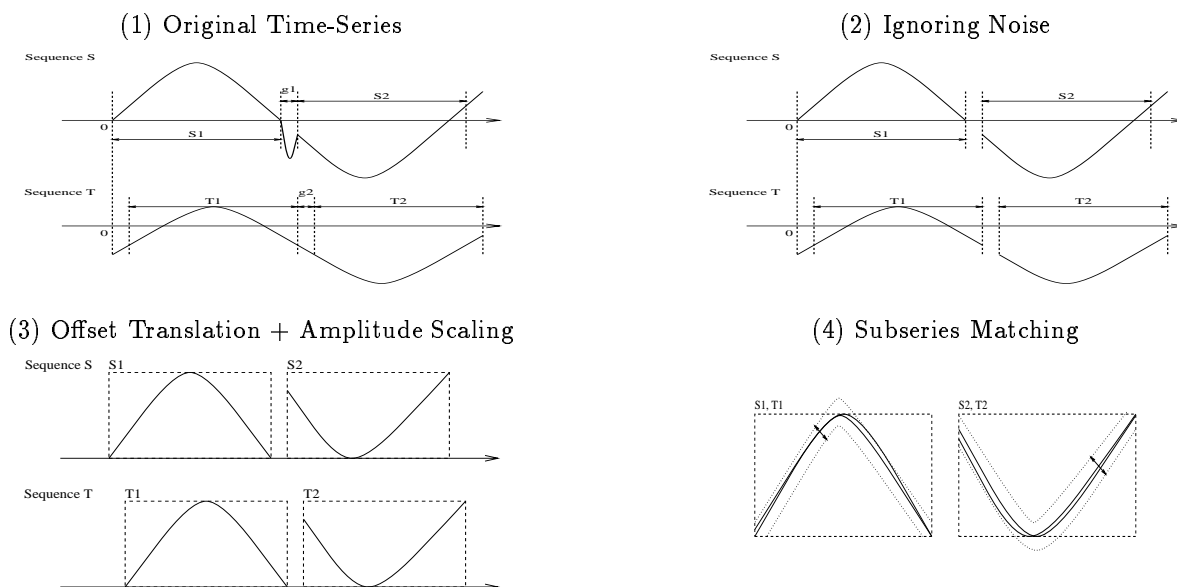 (1) Original Time-Series
Sequence S
g1
S2
0
S1
Sequence T
T1
g2
T2
0
(2) Ignoring Noise
Sequence S
S2
0
S1
Sequence T
T1
T2
0
(3) Offset Translation + Amplitude Scaling
Sequence S
S1
S2
Sequence T
T1
T2
(4) Subseries Matching
S1, T1
S2, T2